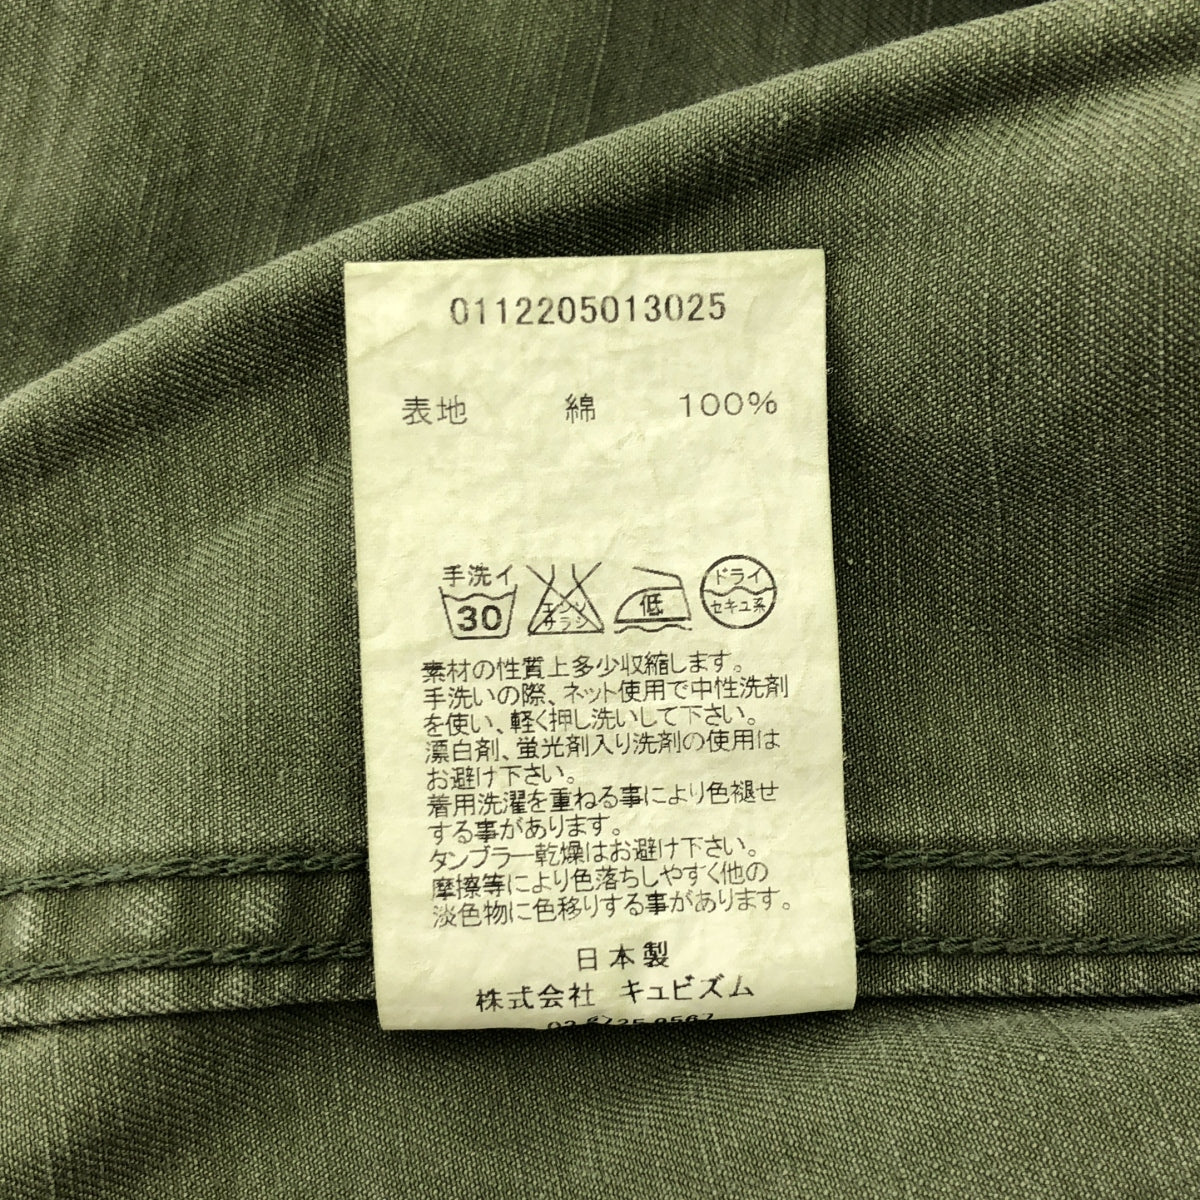 0112205013025
表地 綿 100%
手洗イ
30
エンソ
サラシ
低
ドライ
セキユ系
素材の性質上多少収縮します。
手洗いの際、ネット使用で中性洗剤
を使い、軽く押し洗いして下さい。
漂白剤、蛍光剤入り洗剤の使用は
お避け下さい。
着用洗濯を重ねる事により色褪せ
する事があります。
タンブラー乾燥はお避け下さい。
摩擦等により色落ちしやすく他の
淡色物に色移りする事があります。
日本製
株式会社 キュビズム